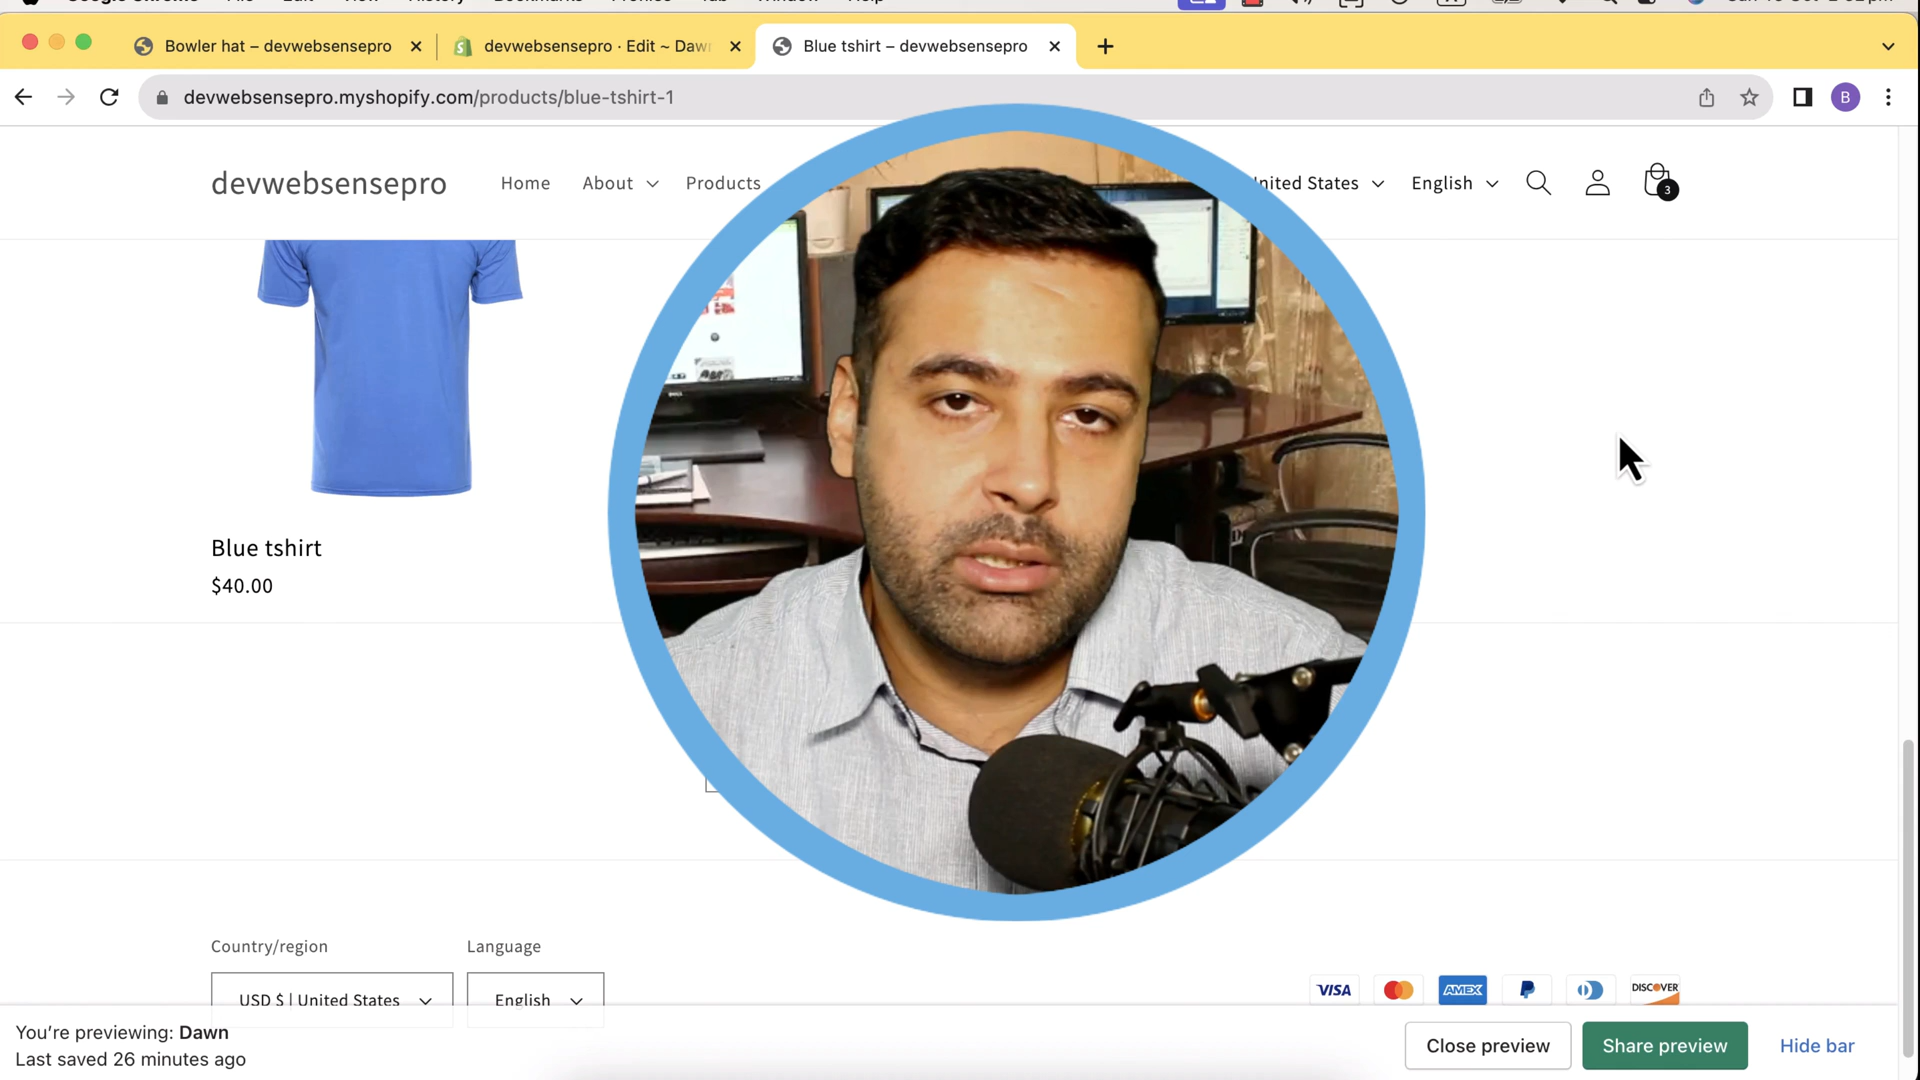 Bowler hat – devwebsensepro
devwebsensepro · Edit ~ Daw
Blue tshirt – devwebsensepro
devwebsensepro.myshopify.com/products/blue-tshirt-1
B
devwebsensepro
Home
About
Products
nited States
English
3
Blue tshirt
$40.00
Country/region
Language
USD $ | United States
English
VISA
AMEX
DISCOVER
You're previewing: Dawn
Last saved 26 minutes ago
Close preview
Share preview
Hide bar